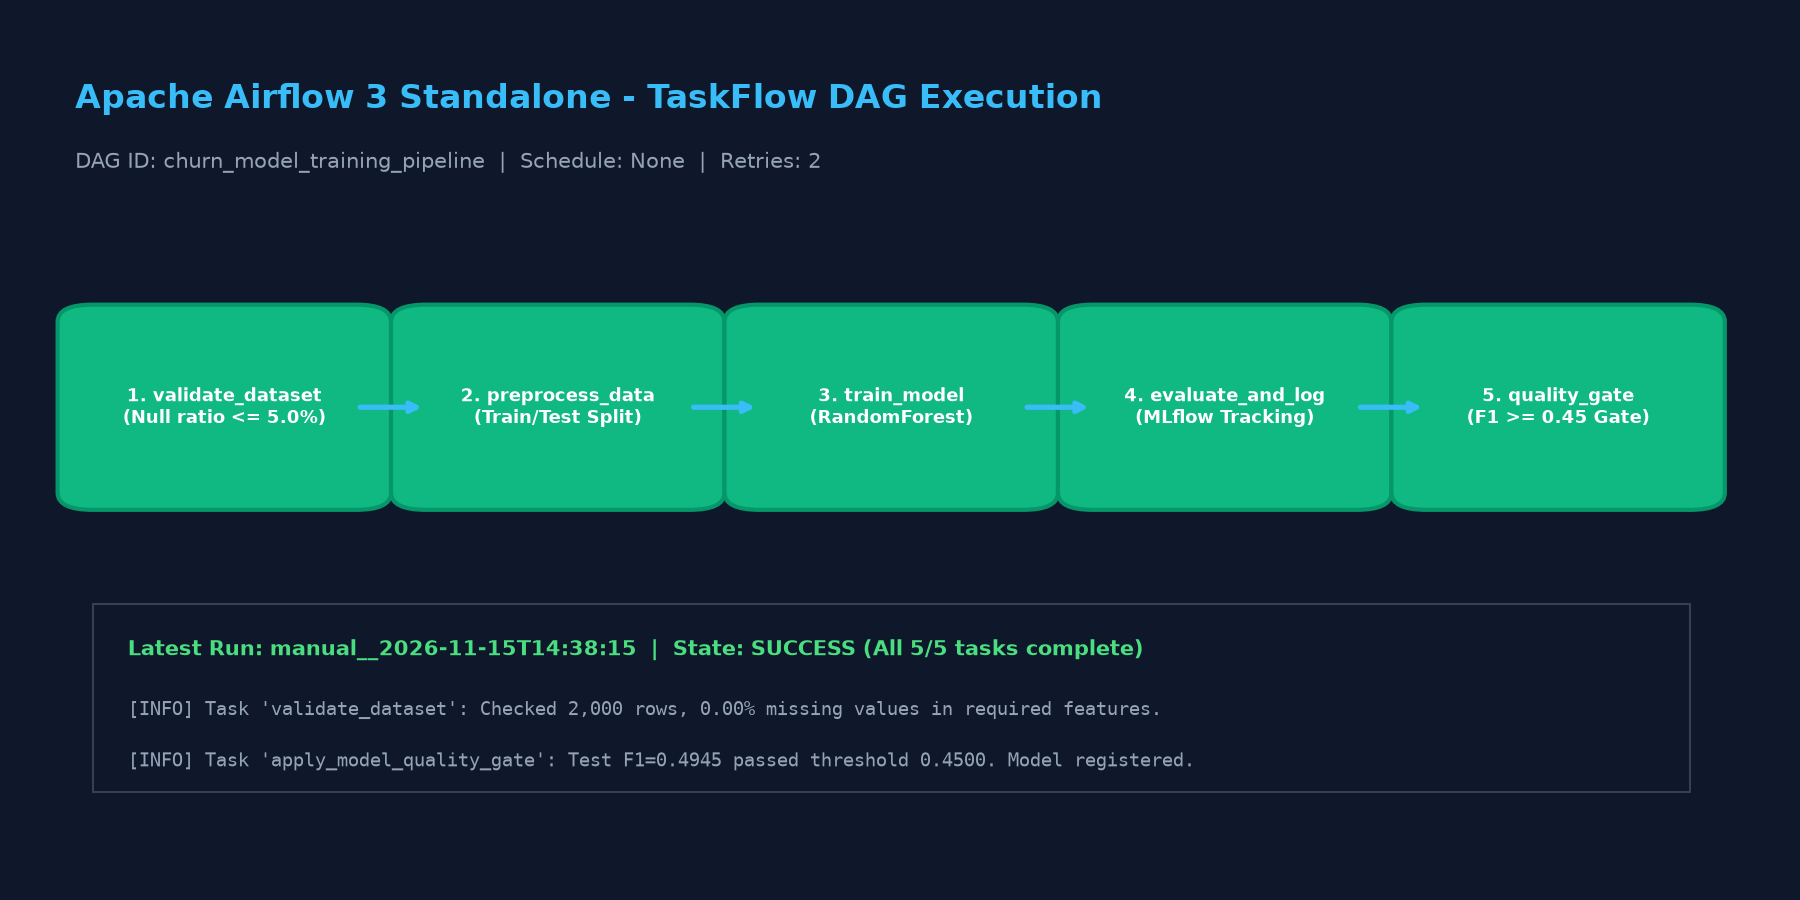 Apache Airflow 3 Standalone - TaskFlow DAG Execution
DAG ID: churn_model_training_pipeline | Schedule: None | Retries: 2
1. validate_dataset
(Null ratio <= 5.0%)
2. preprocess_data
(Train/Test Split)
3. train_model
(RandomForest)
4. evaluate_and_log
(MLflow Tracking)
5. quality_gate
(F1 >= 0.45 Gate)
Latest Run: manual__2026-11-15T14:38:15 | State: SUCCESS (All 5/5 tasks complete)
[INFO] Task 'validate_dataset': Checked 2,000 rows, 0.00% missing values in required features.
[INFO] Task 'apply_model_quality_gate': Test F1=0.4945 passed threshold 0.4500. Model registered.